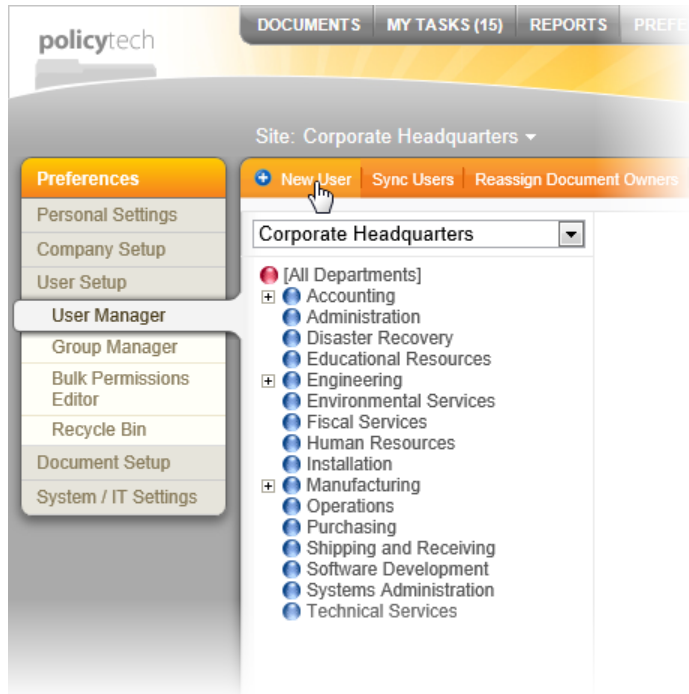 policytech
DOCUMENTS MY TASKS (15) REPORTS PREFE
Site: Corporate Headquarters
Preferences
New User Sync Users Reassign Document Owners
Personal Settings
Company Setup
User Setup
User Manager
Group Manager
Bulk Permissions
Editor
Recycle Bin
Document Setup
System / IT Settings
Corporate Headquarters
[All Departments]
Accounting
Administration
Disaster Recovery
Educational Resources
Engineering
Environmental Services
Fiscal Services
Human Resources
Installation
Manufacturing
Operations
Purchasing
Shipping and Receiving
Software Development
Systems Administration
Technical Services